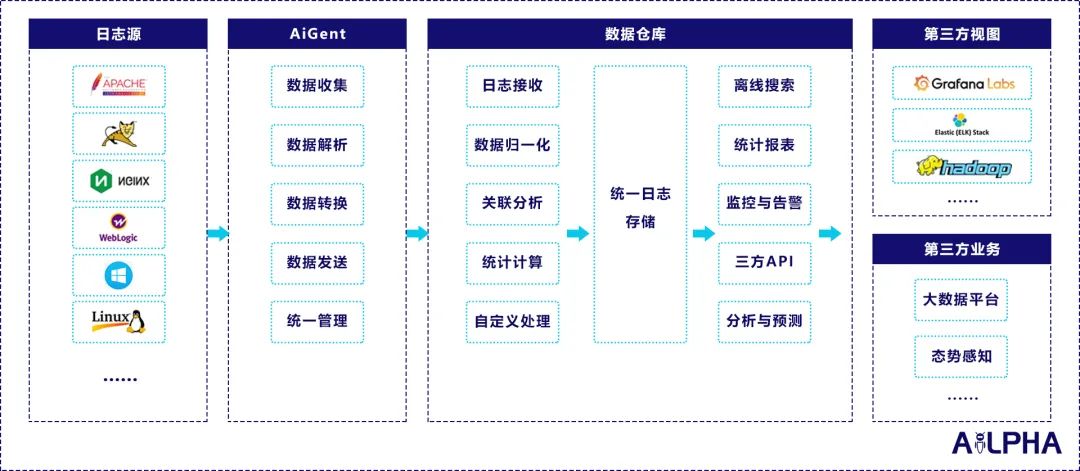 日志源
APACHE
NGINX
WebLogic
Linux
......
AiGent
数据收集
数据解析
数据转换
数据发送
统一管理
数据仓库
日志接收
数据归一化
关联分析
统计计算
自定义处理
统一日志
存储
离线搜索
统计报表
监控与告警
三方API
分析与预测
第三方视图
Grafana Labs
Elastic (ELK) Stack
hadoop
......
第三方业务
大数据平台
态势感知
......
AiLPHA